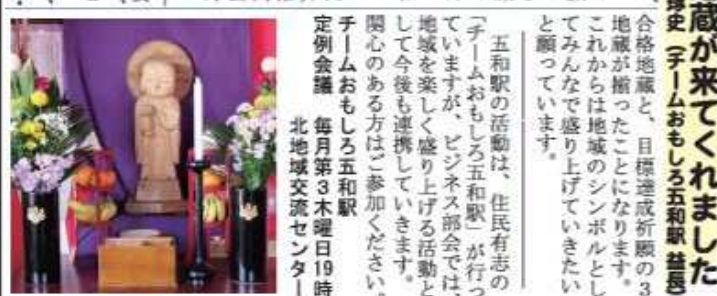 蔵が来てくれました
(チームおもしろ五和駅 益長)
合格地蔵と、目標達成祈願の3
地蔵が揃ったことになります。
これからは地域のシンボルとし
てみんなで盛り上げていきたい
と願っています。
五和駅の活動は、住民有志の
「チームおもしろ五和駅」が行っ
ていますが、ビジネス部会では、
地域を楽しく盛り上げる活動と
して今後も連携していきます。
関心のある方はご参加ください。
チームおもしろ五和駅
定例会議 毎月第3木曜日19時
北地域交流センター